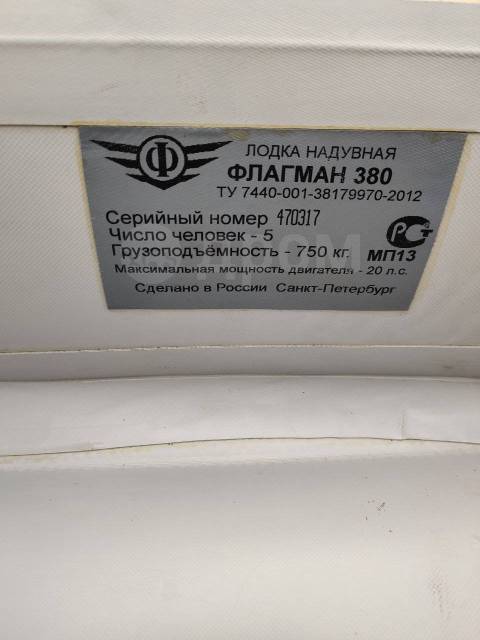 Ф
ЛОДКА НАДУВНАЯ
ФЛАГМАН 380
ТУ 7440-001-38179970-2012
Серийный номер 470317
Число человек - 5
Грузоподъёмность - 750 кг.
РСТ
МП13
Максимальная мощность двигателя - 20 л.с.
Сделано в России Санкт-Петербург